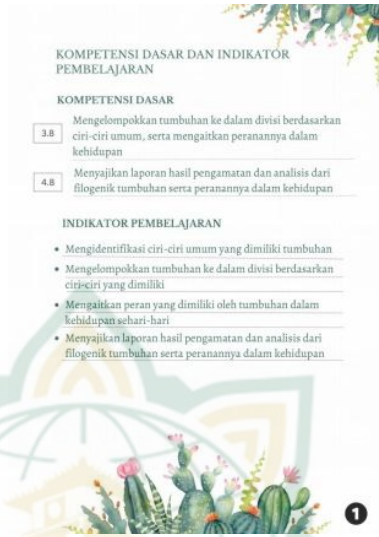 KOMPETENSI DASAR DAN INDIKATOR
PEMBELAJARAN
KOMPETENSI DASAR
3.8
Mengelompokkan tumbuhan ke dalam divisi berdasarkan
ciri-ciri umum, serta mengaitkan peranannya dalam
kehidupan
4.8
Menyajikan laporan hasil pengamatan dan analisis dari
filogenik tumbuhan serta peranannya dalam kehidupan
INDIKATOR PEMBELAJARAN
• Mengidentifikasi ciri-ciri umum yang dimiliki tumbuhan
• Mengelompokkan tumbuhan ke dalam divisi berdasarkan
ciri-ciri yang dimiliki
• Mengaitkan peran yang dimiliki oleh tumbuhan dalam
kehidupan sehari-hari
• Menyajikan laporan hasil pengamatan dan analisis dari
filogenik tumbuhan serta peranannya dalam kehidupan
1